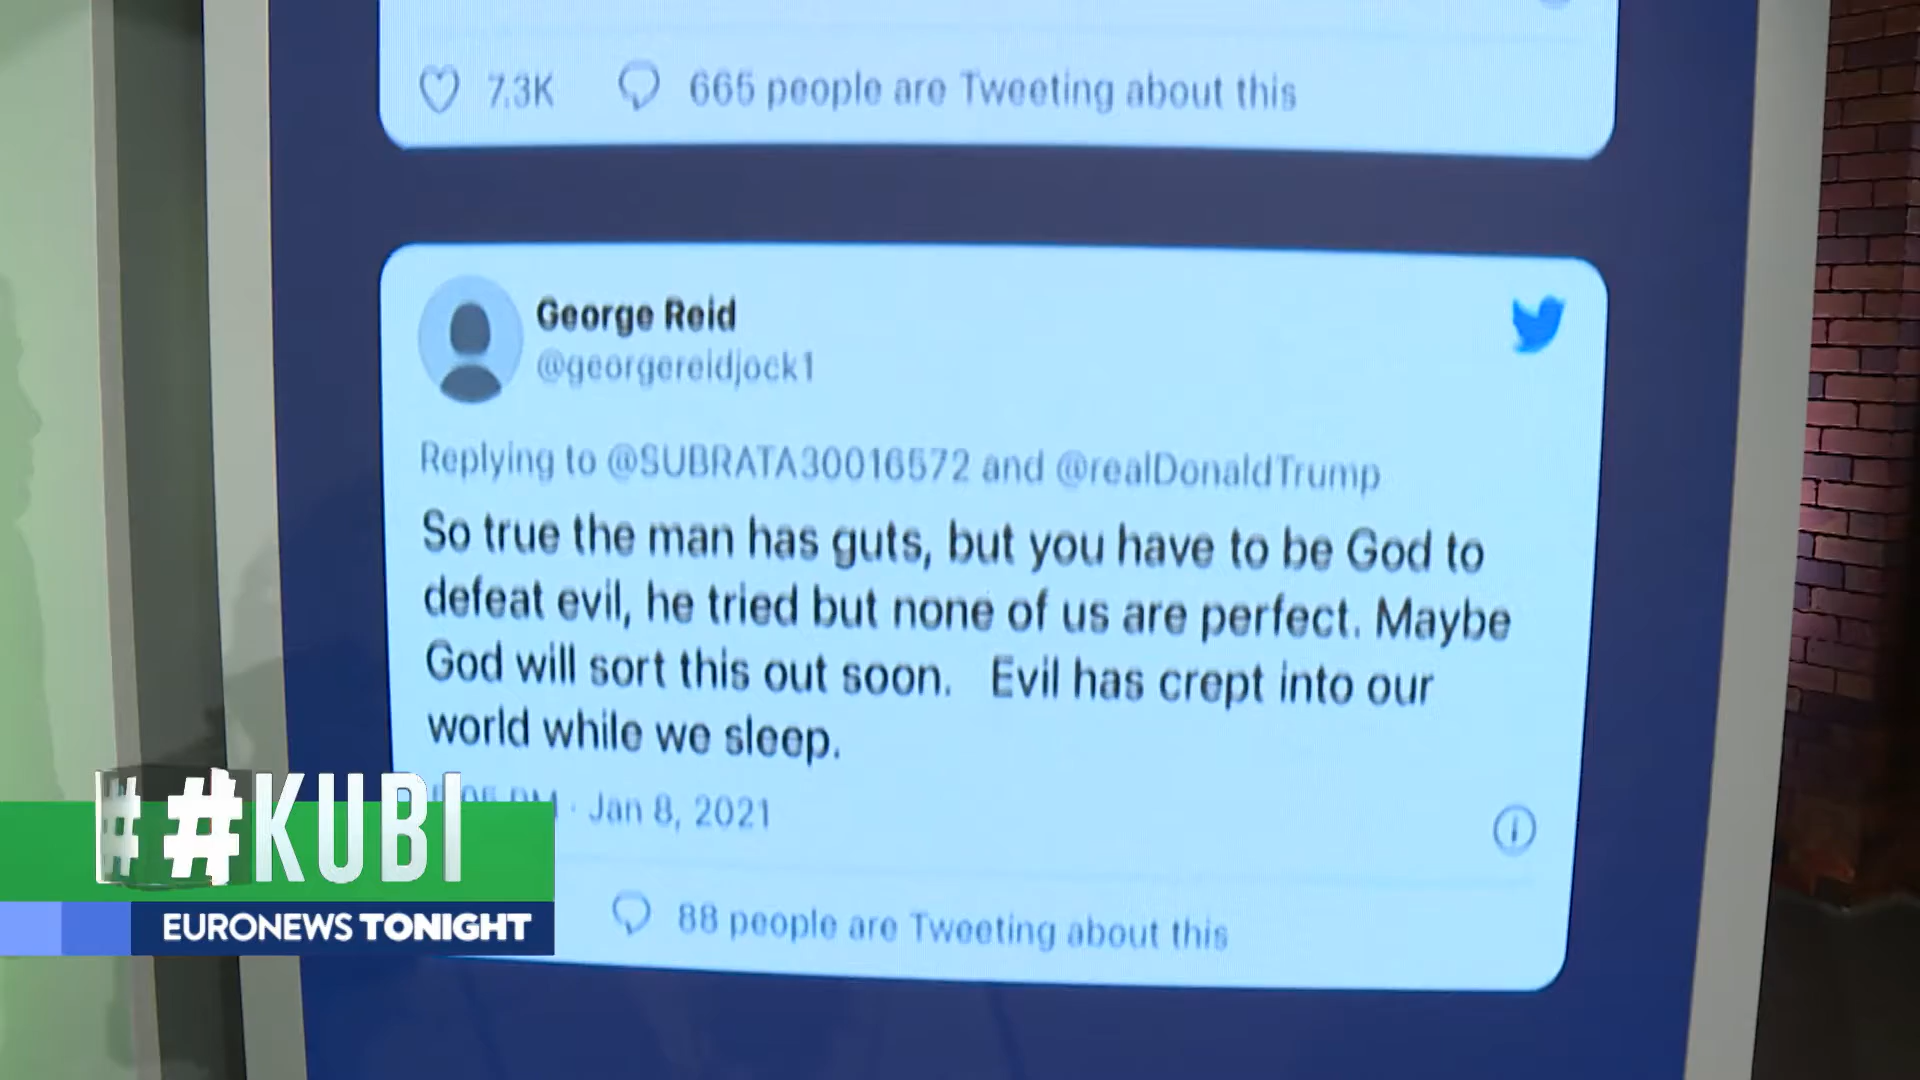 7.3K 665 people are Tweeting about this
George Reid
@georgereidjock1
Replying to @SUBRATA30016572 and @realDonaldTrump
So true the man has guts, but you have to be God to
defeat evil, he tried but none of us are perfect. Maybe
God will sort this out soon. Evil has crept into our
world while we sleep.
PM · Jan 8, 2021
88 people are Tweeting about this
# #KUBI
EURONEWS TONIGHT